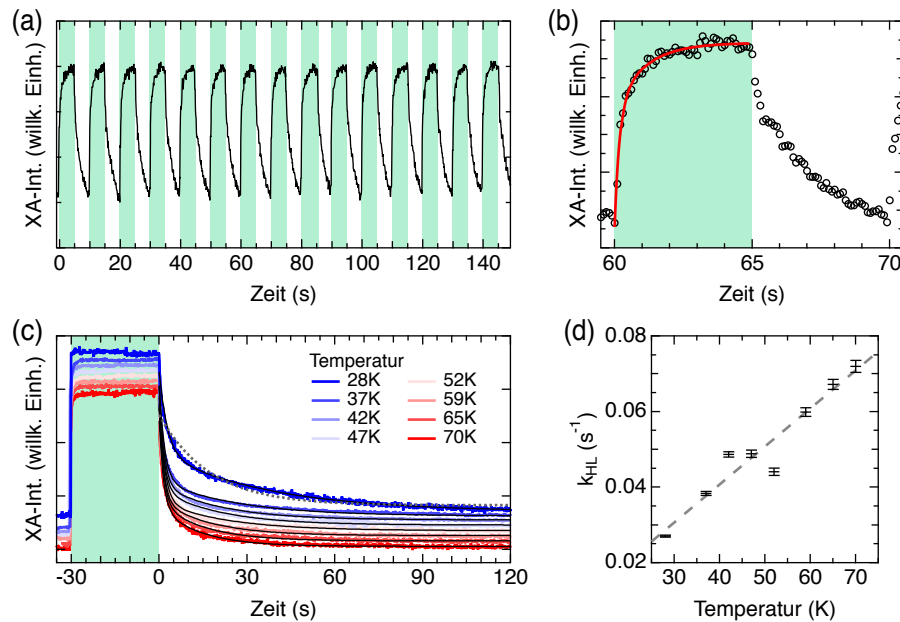 (a)
XA-Int. (willk. Einh.)
0 20 40 60 80 100 120 140
Zeit (s)
(b)
XA-Int. (willk. Einh.)
60 65 70
Zeit (s)
(c)
XA-Int. (willk. Einh.)
Temperatur
28K 52K
37K 59K
42K 65K
47K 70K
-30 0 30 60 90 120
Zeit (s)
(d)
k_HL (s⁻¹)
0.08
0.06
0.04
0.02
30 40 50 60 70
Temperatur (K)